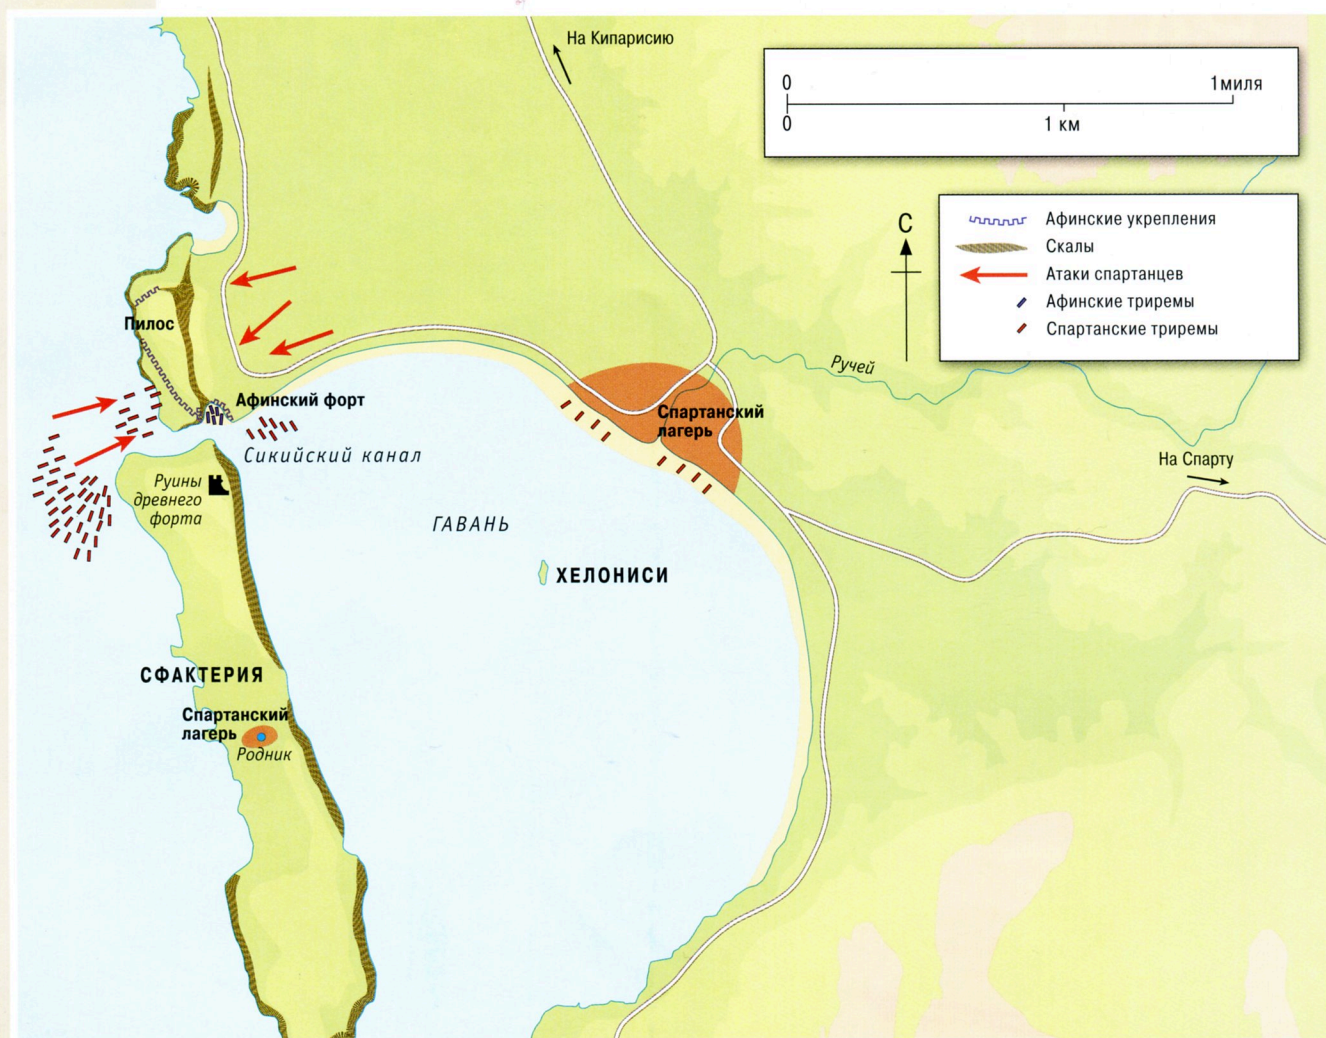 На Кипарисию
0
1миля
0
1 км
С
Афинские укрепления
Скалы
Атаки спартанцев
Афинские триремы
Спартанские триремы
Пилос
Ручей
Афинский форт
Спартанский
лагерь
Сикийский канал
На Спарту
Руины
древнего
форта
ГАВАНЬ
ХЕЛОНИСИ
СФАКТЕРИЯ
Спартанский
лагерь
Родник